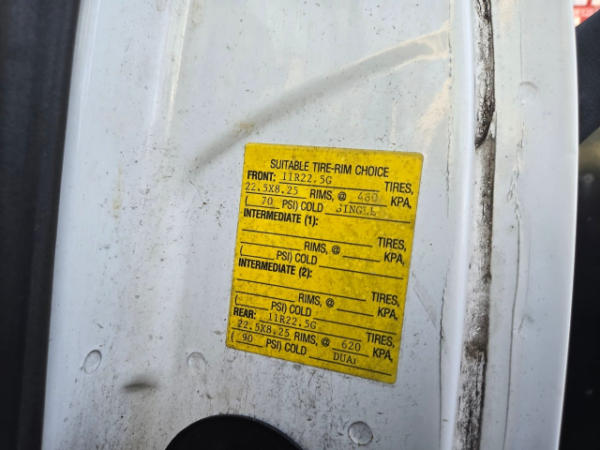 SUITABLE TIRE-RIM CHOICE
FRONT: 11R22.5G TIRES,
22.5X8.25 RIMS, @ 480 KPA,
( 70 PSI) COLD SINGLE
INTERMEDIATE (1):
TIRES,
RIMS, @ KPA,
( PSI) COLD
INTERMEDIATE (2):
TIRES,
RIMS, @ KPA,
( PSI) COLD
REAR: 11R22.5G TIRES,
22.5X8.25 RIMS, @ 620 KPA,
( 90 PSI) COLD DUAL